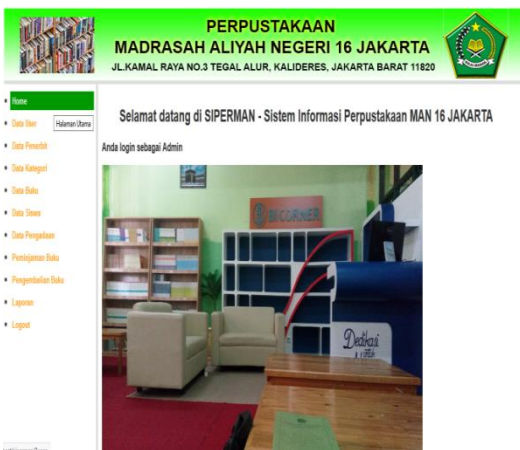 PERPUSTAKAAN
MADRASAH ALIYAH NEGERI 16 JAKARTA
JL.KAMAL RAYA NO.3 TEGAL ALUR, KALIDERES, JAKARTA BARAT 11820
Home
Data User
Halaman Utama
Data Penerbit
Data Kategori
Data Buku
Data Siswa
Data Pengadaan
Peminjaman Buku
Pengembalian Buku
Laporan
Logout
Selamat datang di SIPERMAN - Sistem Informasi Perpustakaan MAN 16 JAKARTA
Anda login sebagai Admin
BI CORNER
Dedikasi
untuk